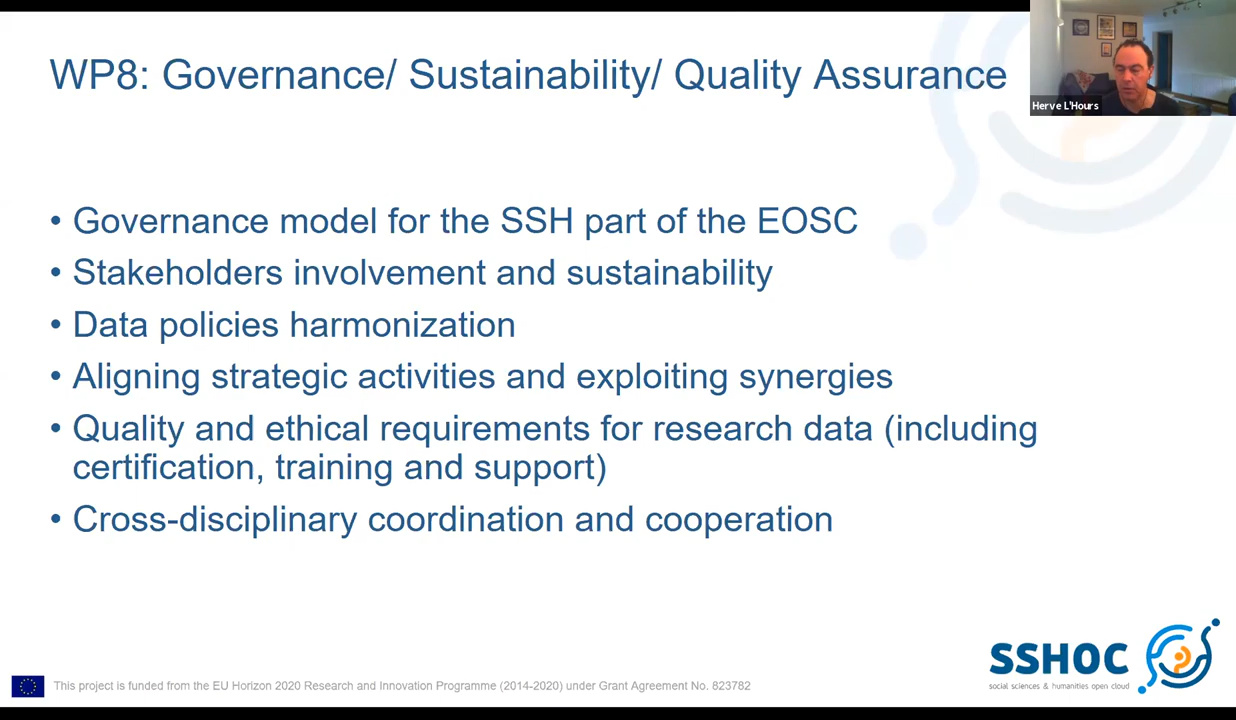 WP8: Governance/ Sustainability/ Quality Assurance
Herve L'Hours
• Governance model for the SSH part of the EOSC
• Stakeholders involvement and sustainability
• Data policies harmonization
• Aligning strategic activities and exploiting synergies
• Quality and ethical requirements for research data (including
certification, training and support)
• Cross-disciplinary coordination and cooperation
SSHOC
social sciences & humanities open cloud
This project is funded from the EU Horizon 2020 Research and Innovation Programme (2014-2020) under Grant Agreement No. 823782